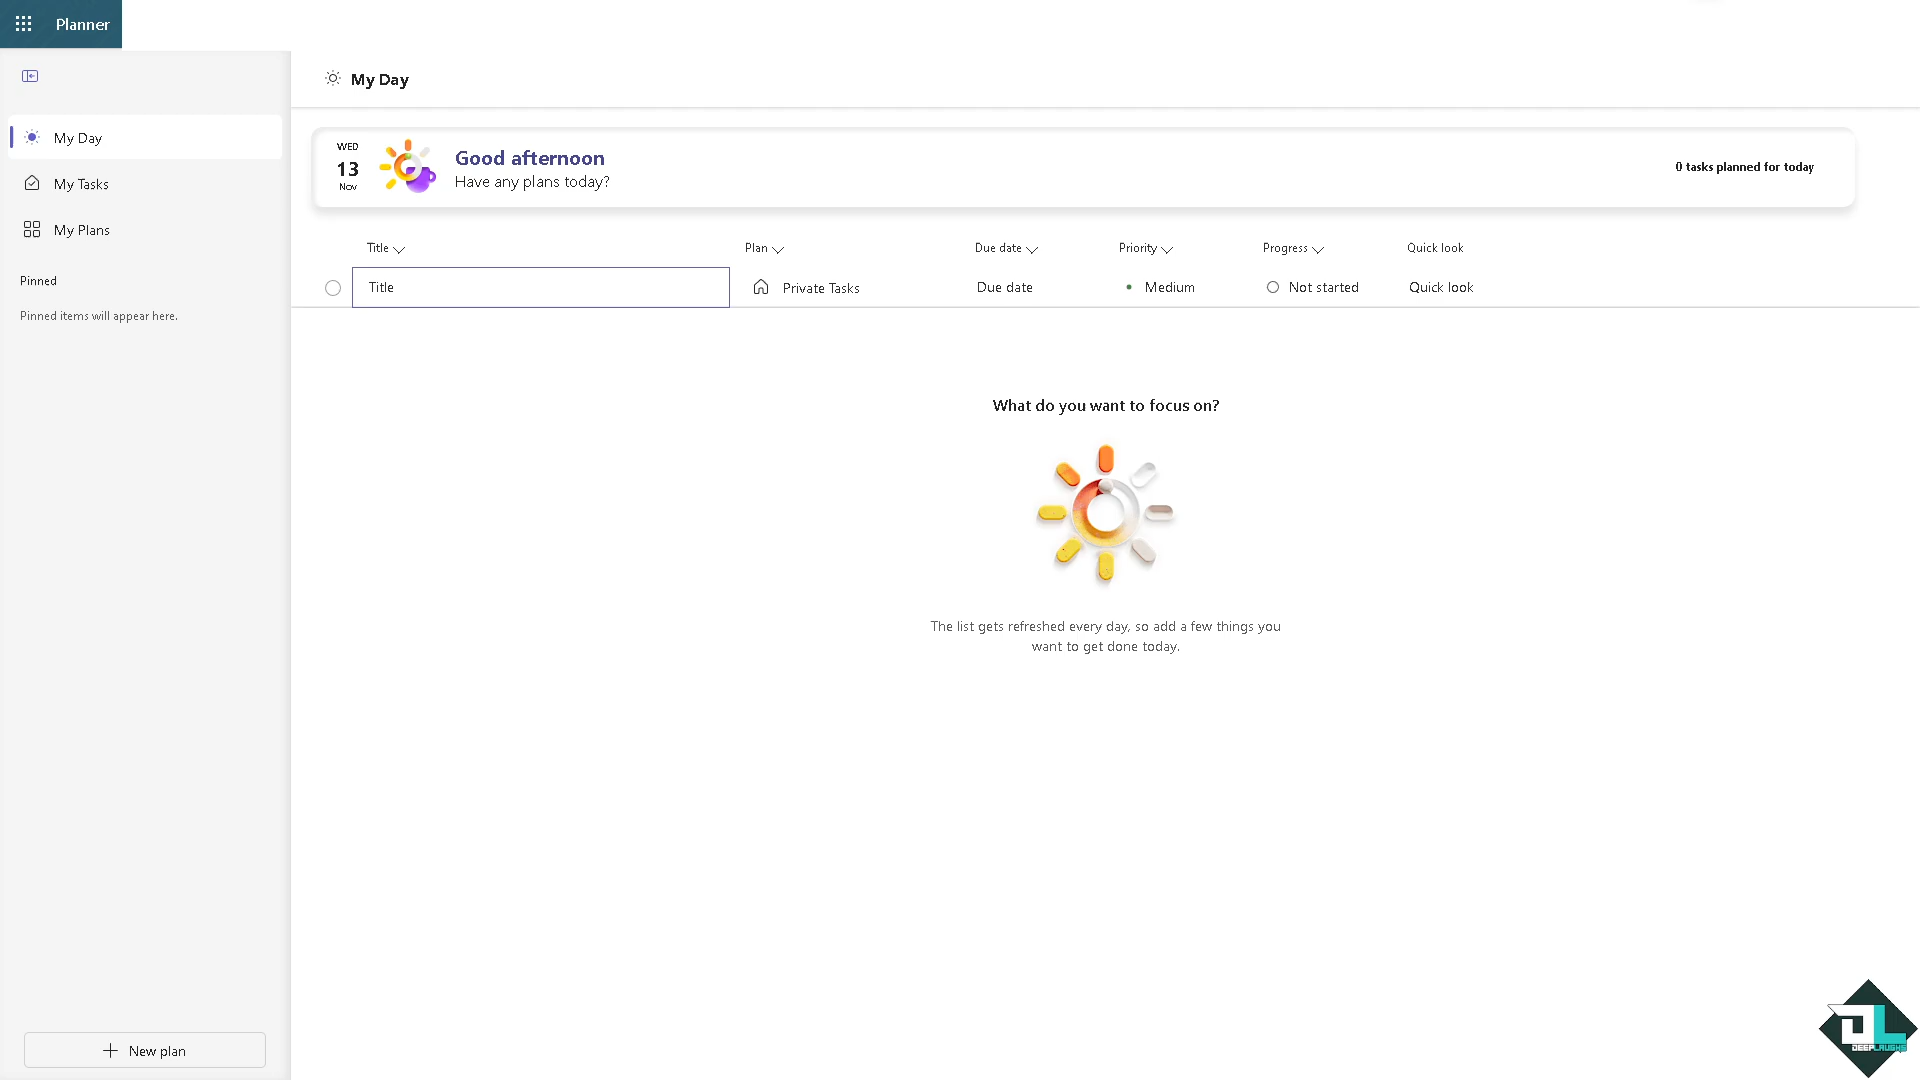 Planner
My Day
My Day
My Tasks
My Plans
Pinned
Pinned items will appear here.
New plan
WED
13
Nov
Good afternoon
Have any plans today?
0 tasks planned for today
Title Plan Due date Priority Progress Quick look
Title Private Tasks Due date Medium Not started Quick look
What do you want to focus on?
The list gets refreshed every day, so add a few things you
want to get done today.
DL
DEEPLAUGHS